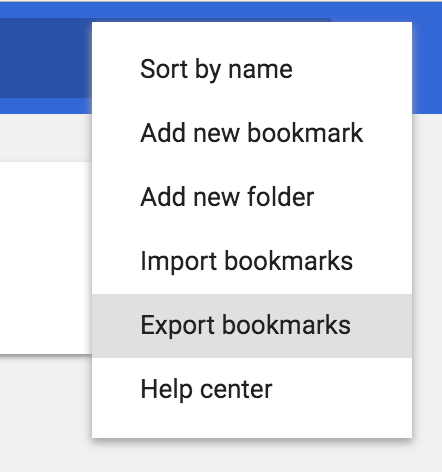 Sort by name
Add new bookmark
Add new folder
Import bookmarks
Export bookmarks
Help center